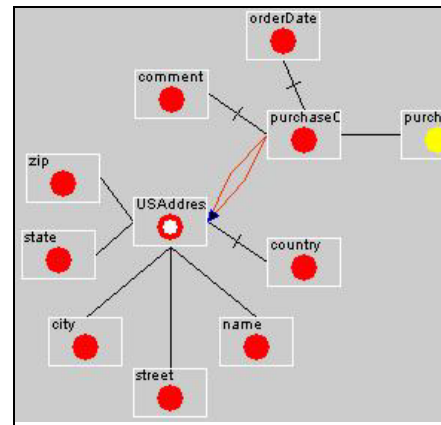 orderDate
comment
purchaseO
purch
zip
USAddres
state
country
city
name
street